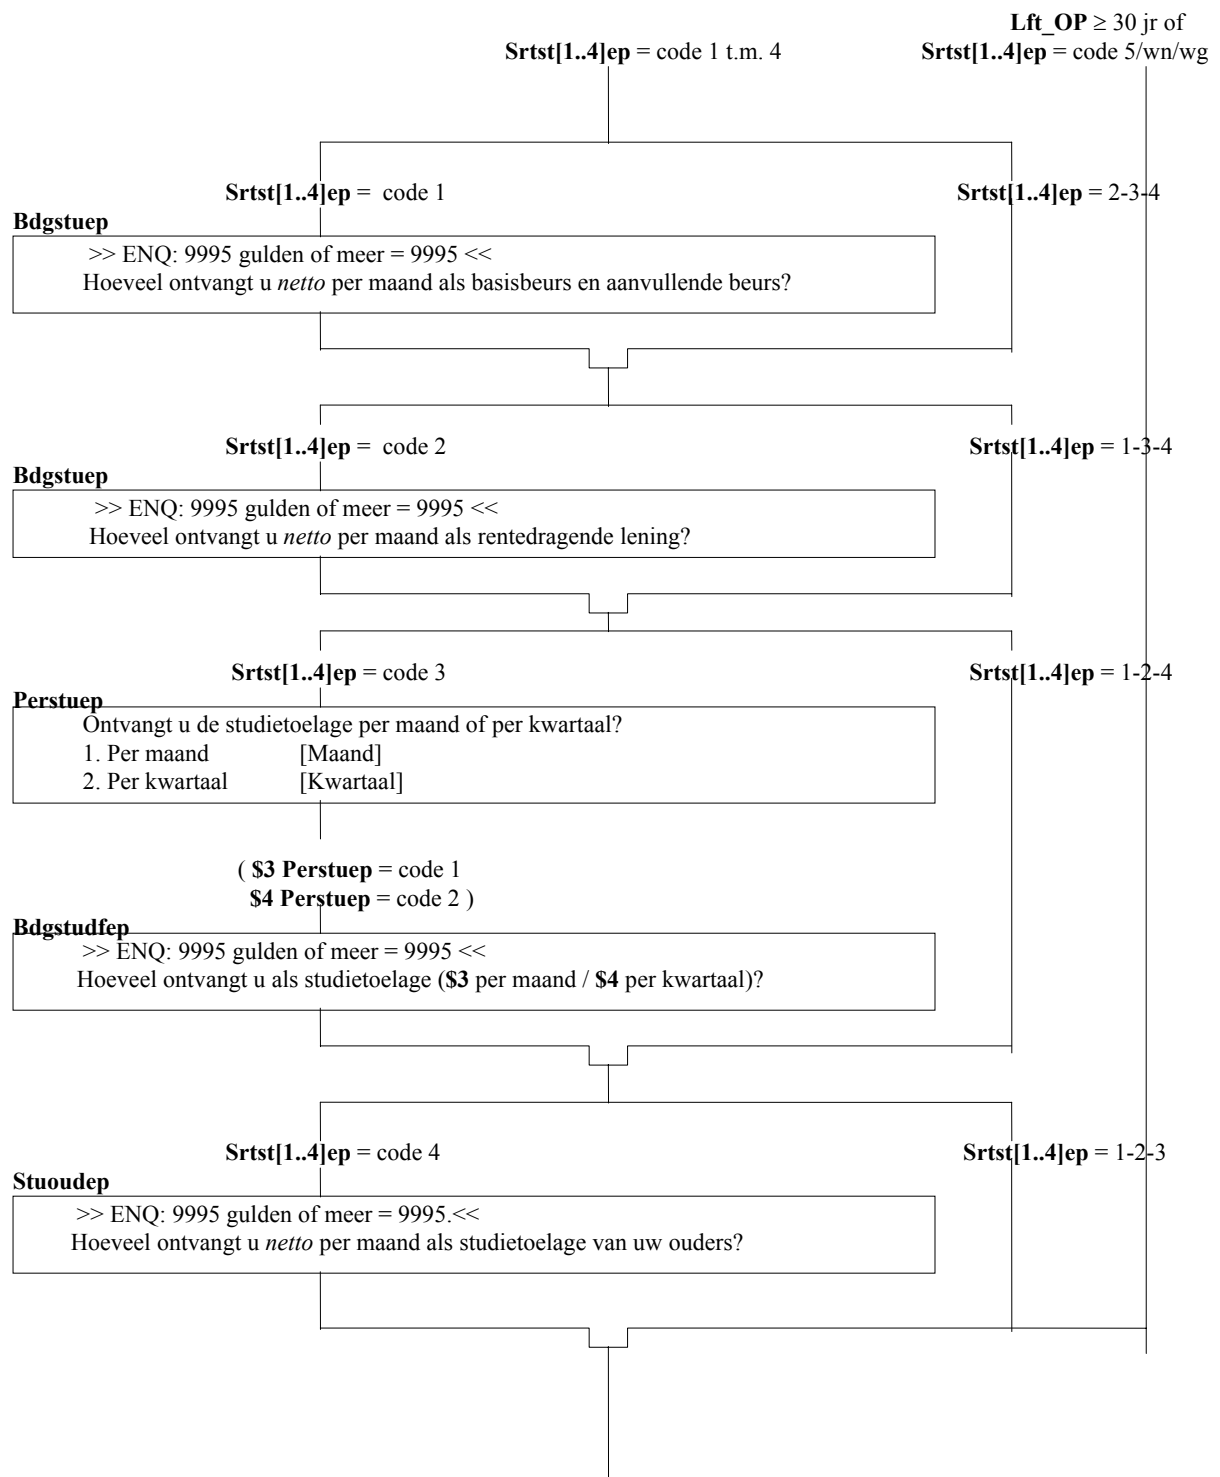 Lft_OP ≥ 30 jr of
Srtst[1..4]ep = code 1 t.m. 4
Srtst[1..4]ep = code 5/wn/wg
Srtst[1..4]ep = code 1
Srtst[1..4]ep = 2-3-4
Bdgstuep
>> ENQ: 9995 gulden of meer = 9995 <<
Hoeveel ontvangt u netto per maand als basisbeurs en aanvullende beurs?
Srtst[1..4]ep = code 2
Srtst[1..4]ep = 1-3-4
Bdgstuep
>> ENQ: 9995 gulden of meer = 9995 <<
Hoeveel ontvangt u netto per maand als rentedragende lening?
Srtst[1..4]ep = code 3
Srtst[1..4]ep = 1-2-4
Perstuep
Ontvangt u de studietoelage per maand of per kwartaal?
1. Per maand [Maand]
2. Per kwartaal [Kwartaal]
( $3 Perstuep = code 1
$4 Perstuep = code 2 )
Bdgstudfep
>> ENQ: 9995 gulden of meer = 9995 <<
Hoeveel ontvangt u als studietoelage ($3 per maand / $4 per kwartaal)?
Srtst[1..4]ep = code 4
Srtst[1..4]ep = 1-2-3
Stuoudep
>> ENQ: 9995 gulden of meer = 9995.<<
Hoeveel ontvangt u netto per maand als studietoelage van uw ouders?